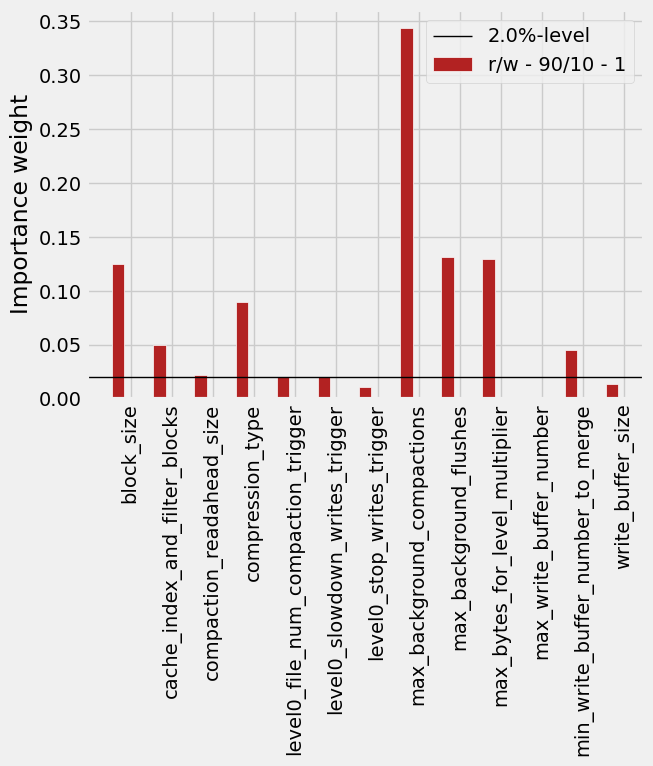 2.0%-level
r/w - 90/10 - 1
Importance weight
0.35
0.30
0.25
0.20
0.15
0.10
0.05
0.00
block_size
cache_index_and_filter_blocks
compaction_readahead_size
compression_type
level0_file_num_compaction_trigger
level0_slowdown_writes_trigger
level0_stop_writes_trigger
max_background_compactions
max_background_flushes
max_bytes_for_level_multiplier
max_write_buffer_number
min_write_buffer_number_to_merge
write_buffer_size